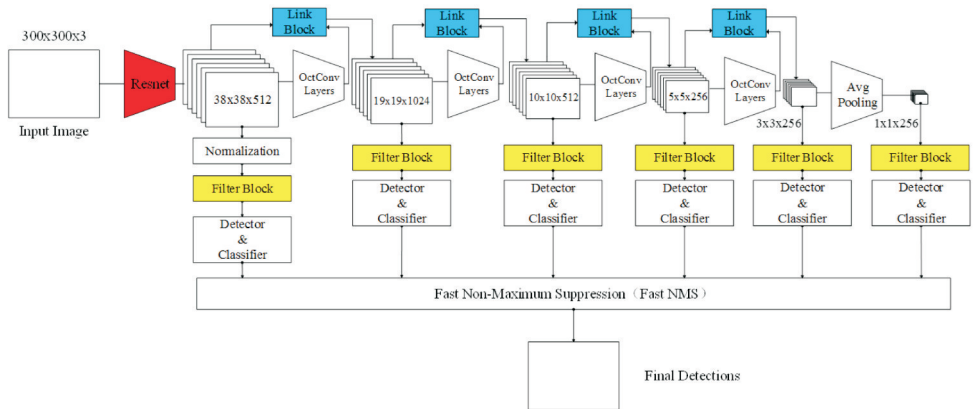 300x300x3
Input Image
Resnet
38x38x512
Link
Block
OctConv
Layers
19x19x1024
Link
Block
OctConv
Layers
10x10x512
Link
Block
OctConv
Layers
5x5x256
Link
Block
OctConv
Layers
3x3x256
Avg
Pooling
1x1x256
Normalization
Filter Block
Detector
&
Classifier
Filter Block
Detector
&
Classifier
Filter Block
Detector
&
Classifier
Filter Block
Detector
&
Classifier
Filter Block
Detector
&
Classifier
Filter Block
Detector
&
Classifier
Fast Non-Maximum Suppression（Fast NMS）
Final Detections